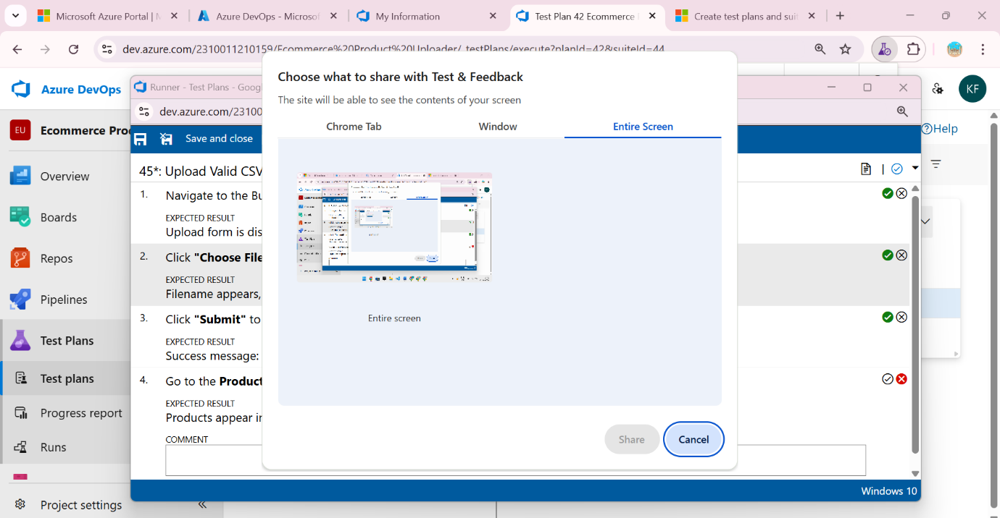 Microsoft Azure Portal | M
Azure DevOps - Microsof
My Information
Test Plan 42 Ecommerce
Create test plans and suit
dev.azure.com/2310011210159/Ecommerce%20Product%20Uploader/_testPlans/execute?planId=42&suiteId=44
Azure DevOps
KF
EU
Ecommerce Pro
Overview
Boards
Repos
Pipelines
Test Plans
Test plans
Progress report
Runs
Project settings
Help
Runner - Test Plans - Goog
dev.azure.com/23100
Save and close
45*: Upload Valid CSV
1.
Navigate to the Bu
EXPECTED RESULT
Upload form is dis
2.
Click "Choose File
EXPECTED RESULT
Filename appears,
3.
Click "Submit" to
EXPECTED RESULT
Success message:
4.
Go to the Product
EXPECTED RESULT
Products appear in
COMMENT
Windows 10
Choose what to share with Test & Feedback
The site will be able to see the contents of your screen
Chrome Tab
Window
Entire Screen
Entire screen
Share
Cancel